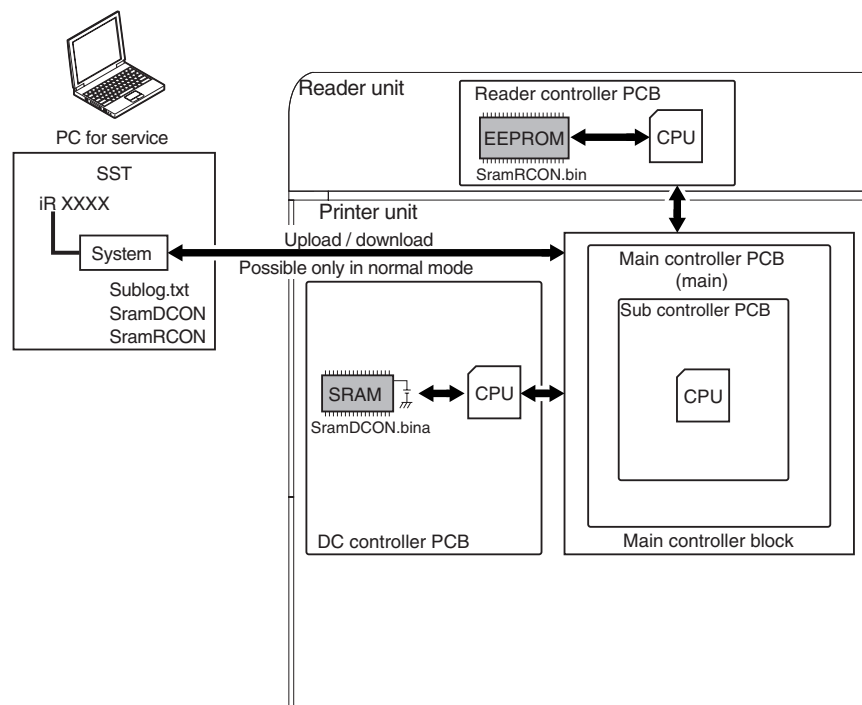 PC for service
SST
iR XXXX
System
Sublog.txt
SramDCON
SramRCON
Reader unit
Reader controller PCB
EEPROM
CPU
SramRCON.bin
Printer unit
Upload / download
Possible only in normal mode
Main controller PCB
(main)
Sub controller PCB
CPU
SRAM
CPU
SramDCON.bina
DC controller PCB
Main controller block